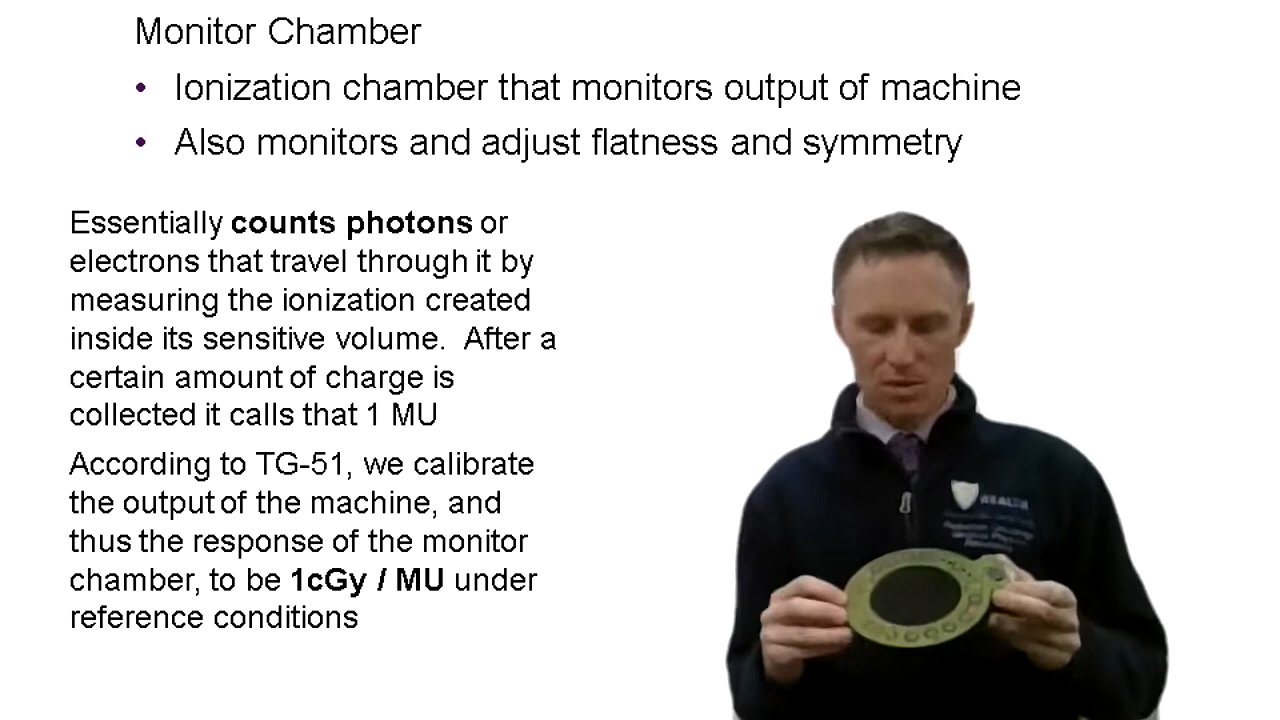 Monitor Chamber
• Ionization chamber that monitors output of machine
• Also monitors and adjust flatness and symmetry
Essentially counts photons or
electrons that travel through it by
measuring the ionization created
inside its sensitive volume. After a
certain amount of charge is
collected it calls that 1 MU
According to TG-51, we calibrate
the output of the machine, and
thus the response of the monitor
chamber, to be 1cGy / MU under
reference conditions
HEALTH